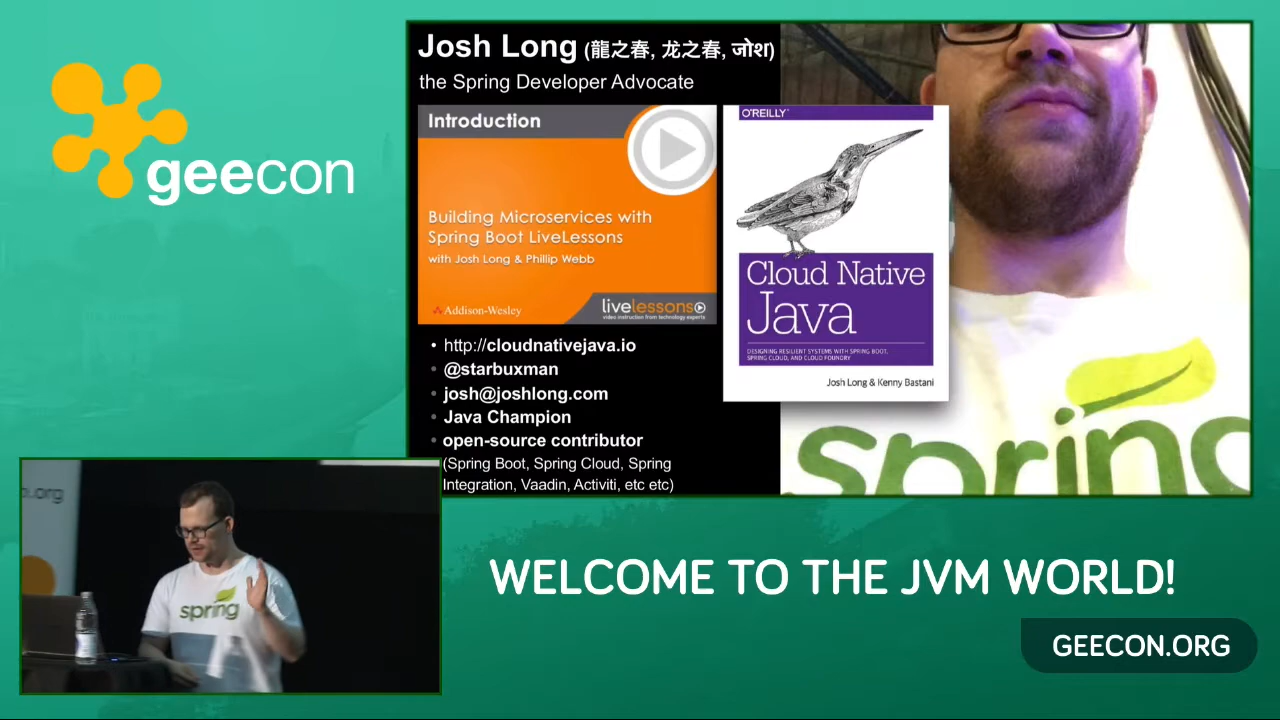 geecon
Josh Long (龍之春, 龙之春, जोश)
the Spring Developer Advocate
Introduction
Building Microservices with
Spring Boot LiveLessons
with Josh Long & Phillip Webb
Addison-Wesley
livelessons
video instruction from technology experts
O'REILLY
Cloud Native
Java
DESIGNING RESILIENT SYSTEMS WITH SPRING BOOT,
SPRING CLOUD, AND CLOUD FOUNDRY
Josh Long & Kenny Bastani
• http://cloudnativejava.io
• @starbuxman
• josh@joshlong.com
• Java Champion
• open-source contributor
(Spring Boot, Spring Cloud, Spring
Integration, Vaadin, Activiti, etc etc)
spring
.org
spring
WELCOME TO THE JVM WORLD!
GEECON.ORG